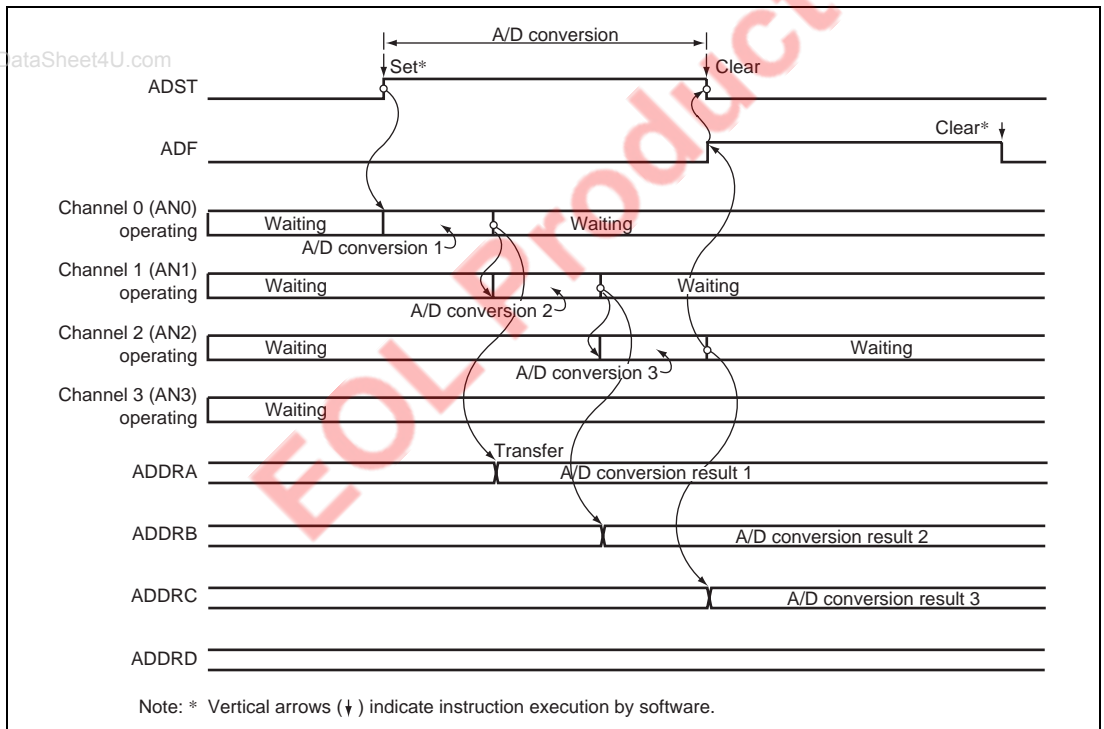 A/D conversion
DataSheet4U.com
Set*
Clear
ADST
Clear*
ADF
Channel 0 (AN0)
operating
Waiting
Waiting
A/D conversion 1
Channel 1 (AN1)
operating
Waiting
Waiting
A/D conversion 2
Channel 2 (AN2)
operating
Waiting
Waiting
A/D conversion 3
Channel 3 (AN3)
operating
Waiting
Transfer
ADDRA
A/D conversion result 1
ADDRB
A/D conversion result 2
ADDRC
A/D conversion result 3
ADDRD
Note: * Vertical arrows (↓) indicate instruction execution by software.
EOL Product